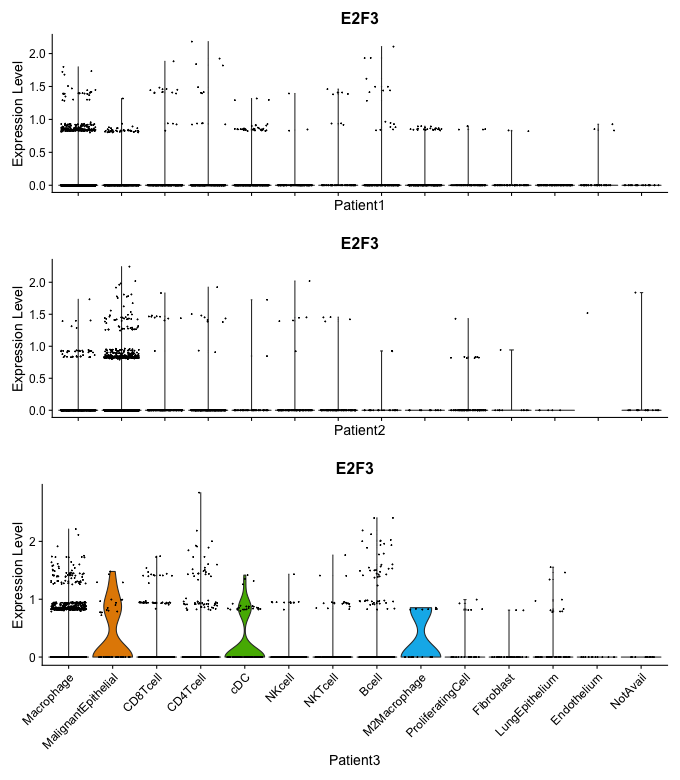 E2F3
Expression Level
2.0
1.5
1.0
0.5
0.0
Patient1
E2F3
Expression Level
2.0
1.5
1.0
0.5
0.0
Patient2
E2F3
Expression Level
2
1
0
Macrophage
MalignantEpithelial
CD8Tcell
CD4Tcell
cDC
NKcell
NKTcell
Bcell
M2Macrophage
ProliferatingCell
Fibroblast
LungEpithelium
Endothelium
NotAvail
Patient3